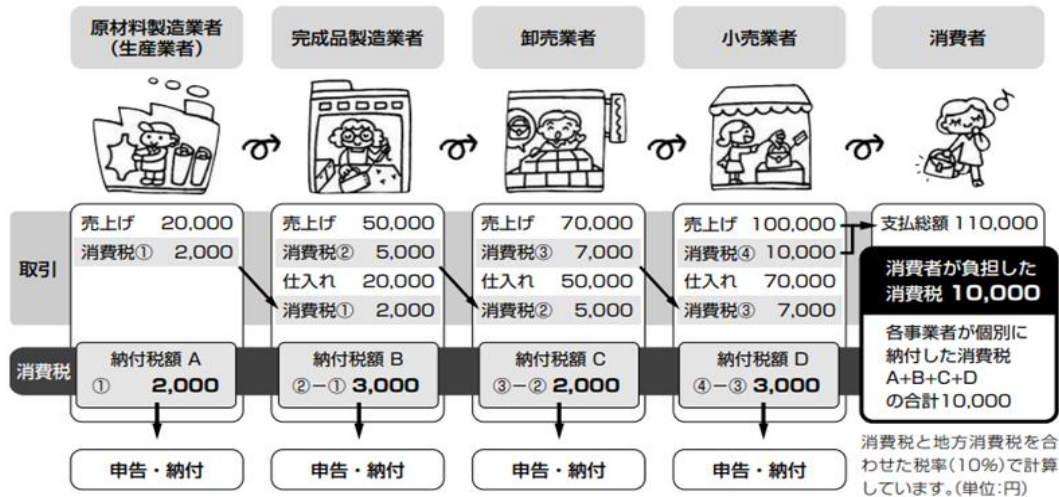 原材料製造業者
（生産業者）
完成品製造業者
卸売業者
小売業者
消費者
取引
売上げ 20,000
消費税① 2,000
売上げ 50,000
消費税② 5,000
仕入れ 20,000
消費税① 2,000
売上げ 70,000
消費税③ 7,000
仕入れ 50,000
消費税② 5,000
売上げ 100,000
消費税④ 10,000
仕入れ 70,000
消費税③ 7,000
支払総額 110,000
消費者が負担した
消費税 10,000
各事業者が個別に
納付した消費税
A+B+C+D
の合計10,000
消費税
納付税額 A
① 2,000
納付税額 B
②－① 3,000
納付税額 C
③－② 2,000
納付税額 D
④－③ 3,000
申告・納付
申告・納付
申告・納付
申告・納付
消費税と地方消費税を合
わせた税率(10%)で計算
しています。(単位:円)